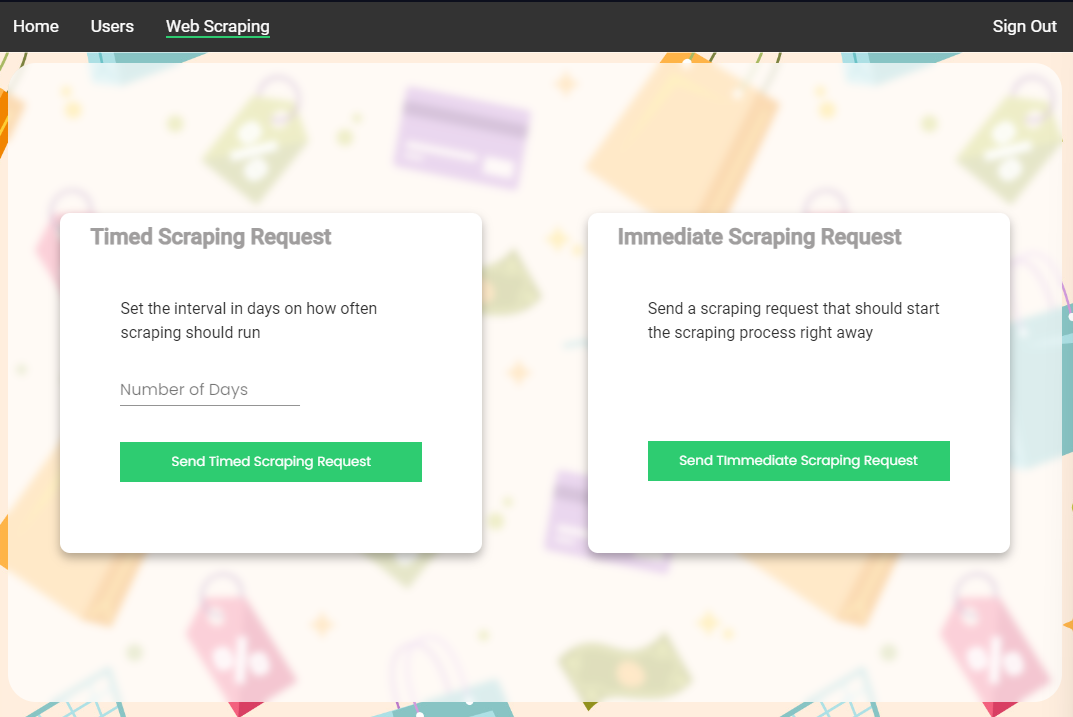 Home Users Web Scraping Sign Out
Timed Scraping Request
Set the interval in days on how often
scraping should run
Number of Days
Send Timed Scraping Request
Immediate Scraping Request
Send a scraping request that should start
the scraping process right away
Send TImmediate Scraping Request